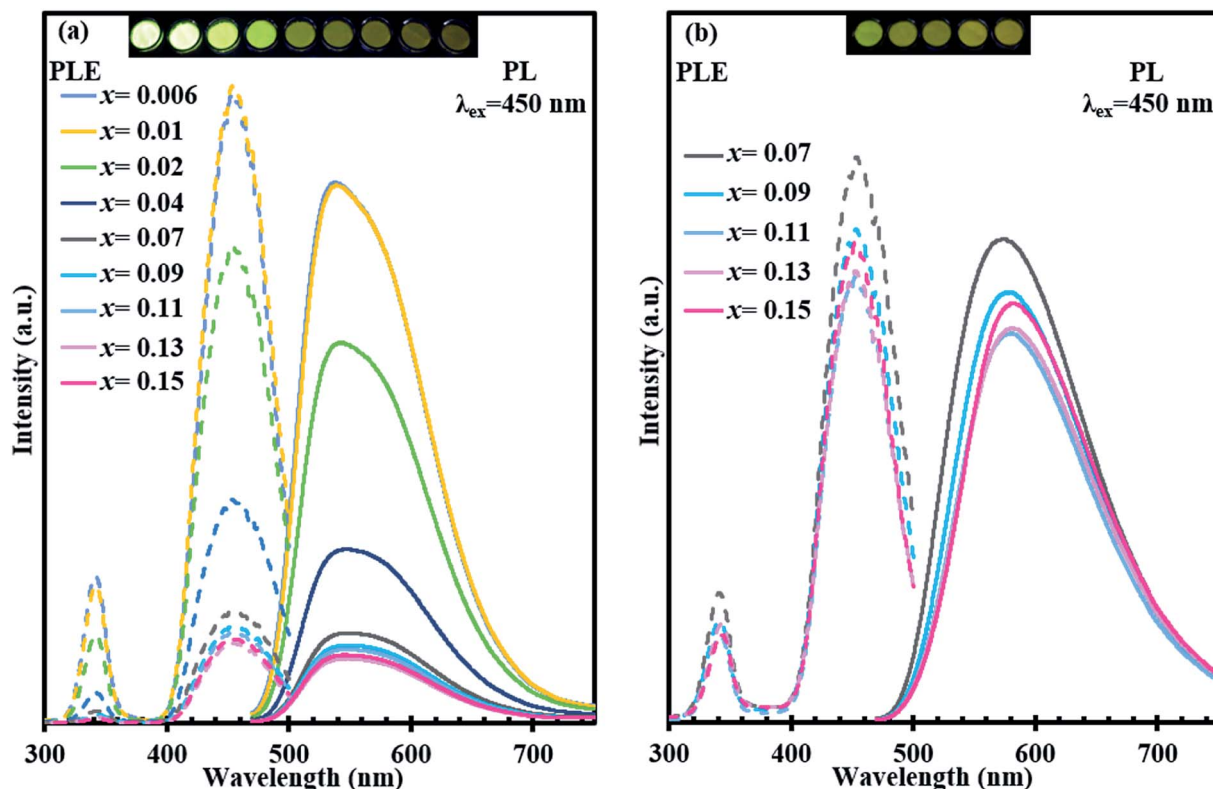 (a)
PLE
PL
λex=450 nm
x= 0.006
x= 0.01
x= 0.02
x= 0.04
x= 0.07
x= 0.09
x= 0.11
x= 0.13
x= 0.15
Intensity (a.u.)
300 400 500 600 700
Wavelength (nm)
(b)
PLE
PL
λex=450 nm
x= 0.07
x= 0.09
x= 0.11
x= 0.13
x= 0.15
Intensity (a.u.)
300 400 500 600 700
Wavelength (nm)